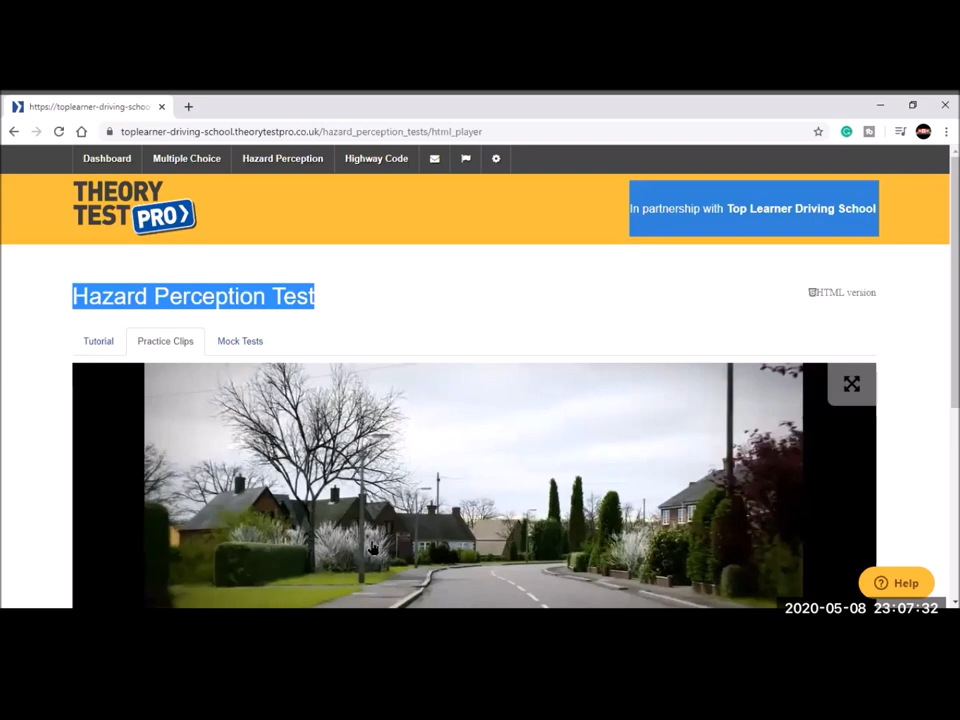 https://toplearner-driving-schoo
toplearner-driving-school.theorytestpro.co.uk/hazard_perception_tests/html_player
Dashboard Multiple Choice Hazard Perception Highway Code
THEORY
TEST PRO
In partnership with Top Learner Driving School
Hazard Perception Test
HTML version
Tutorial Practice Clips Mock Tests
Help
2020-05-08 23:07:32